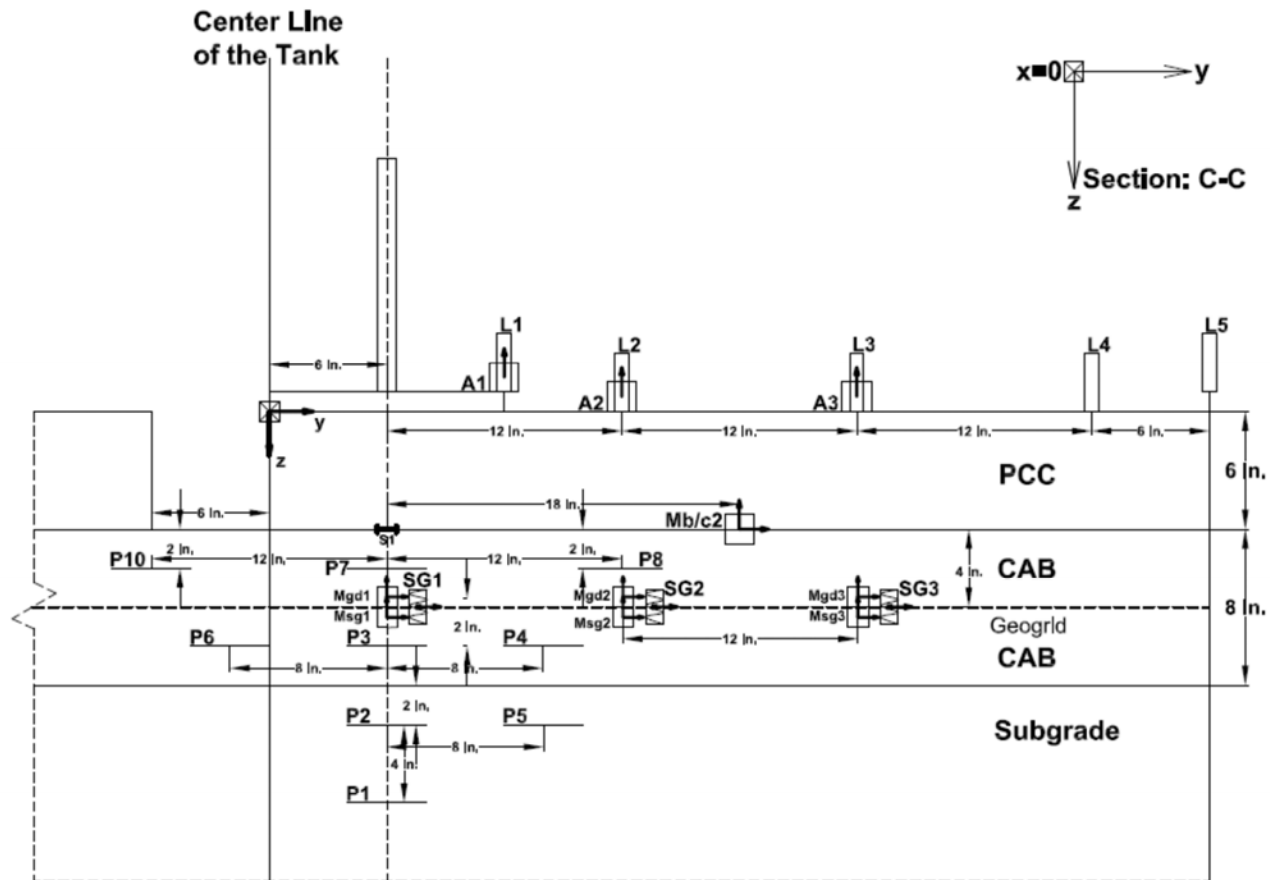 Center Line
of the Tank
x=0
y
Section: C-C
z
L1
L2
L3
L4
L5
6 In.
A1
A2
A3
y
z
12 In.
12 In.
12 In.
6 In.
PCC
6 In.
18 In.
6 In.
Mb/c2
S1
2 In.
12 In.
12 In.
2 In.
P10
P7
P8
4 In.
CAB
SG1
SG2
SG3
Mgd1
Mgd2
Mgd3
Msg1
Msg2
Msg3
8 In.
Geogrid
P6
P3
2 In.
P4
12 In.
CAB
8 In.
8 In.
2 In.
P2
P5
Subgrade
8 In.
4 In.
P1